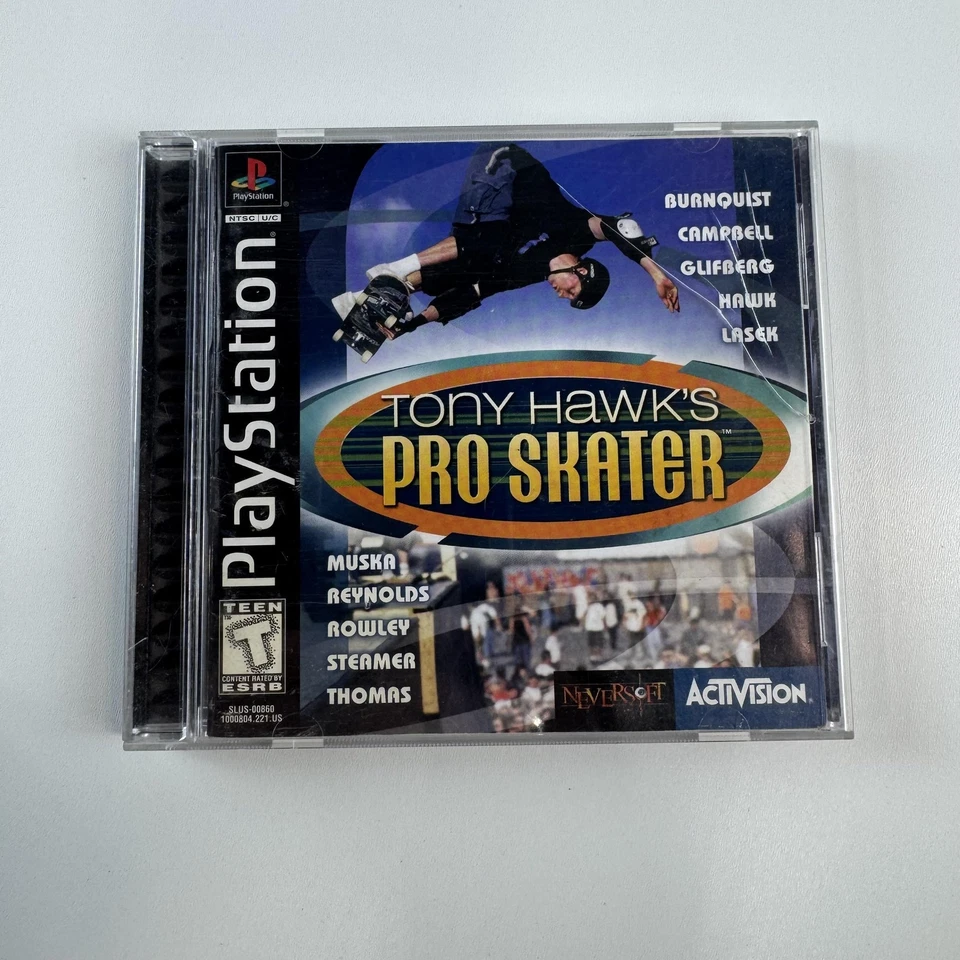 PlayStation
NTSC U/C
PlayStation
BURNQUIST
CAMPBELL
GLIFBERG
HAWK
LASEK
TONY HAWK'S
PRO SKATER™
MUSKA
REYNOLDS
ROWLEY
STEAMER
THOMAS
TEEN
T
CONTENT RATED BY
ESRB
SLUS-00860
1000804.221.US
NEVERSOFT
ACTIVISION®